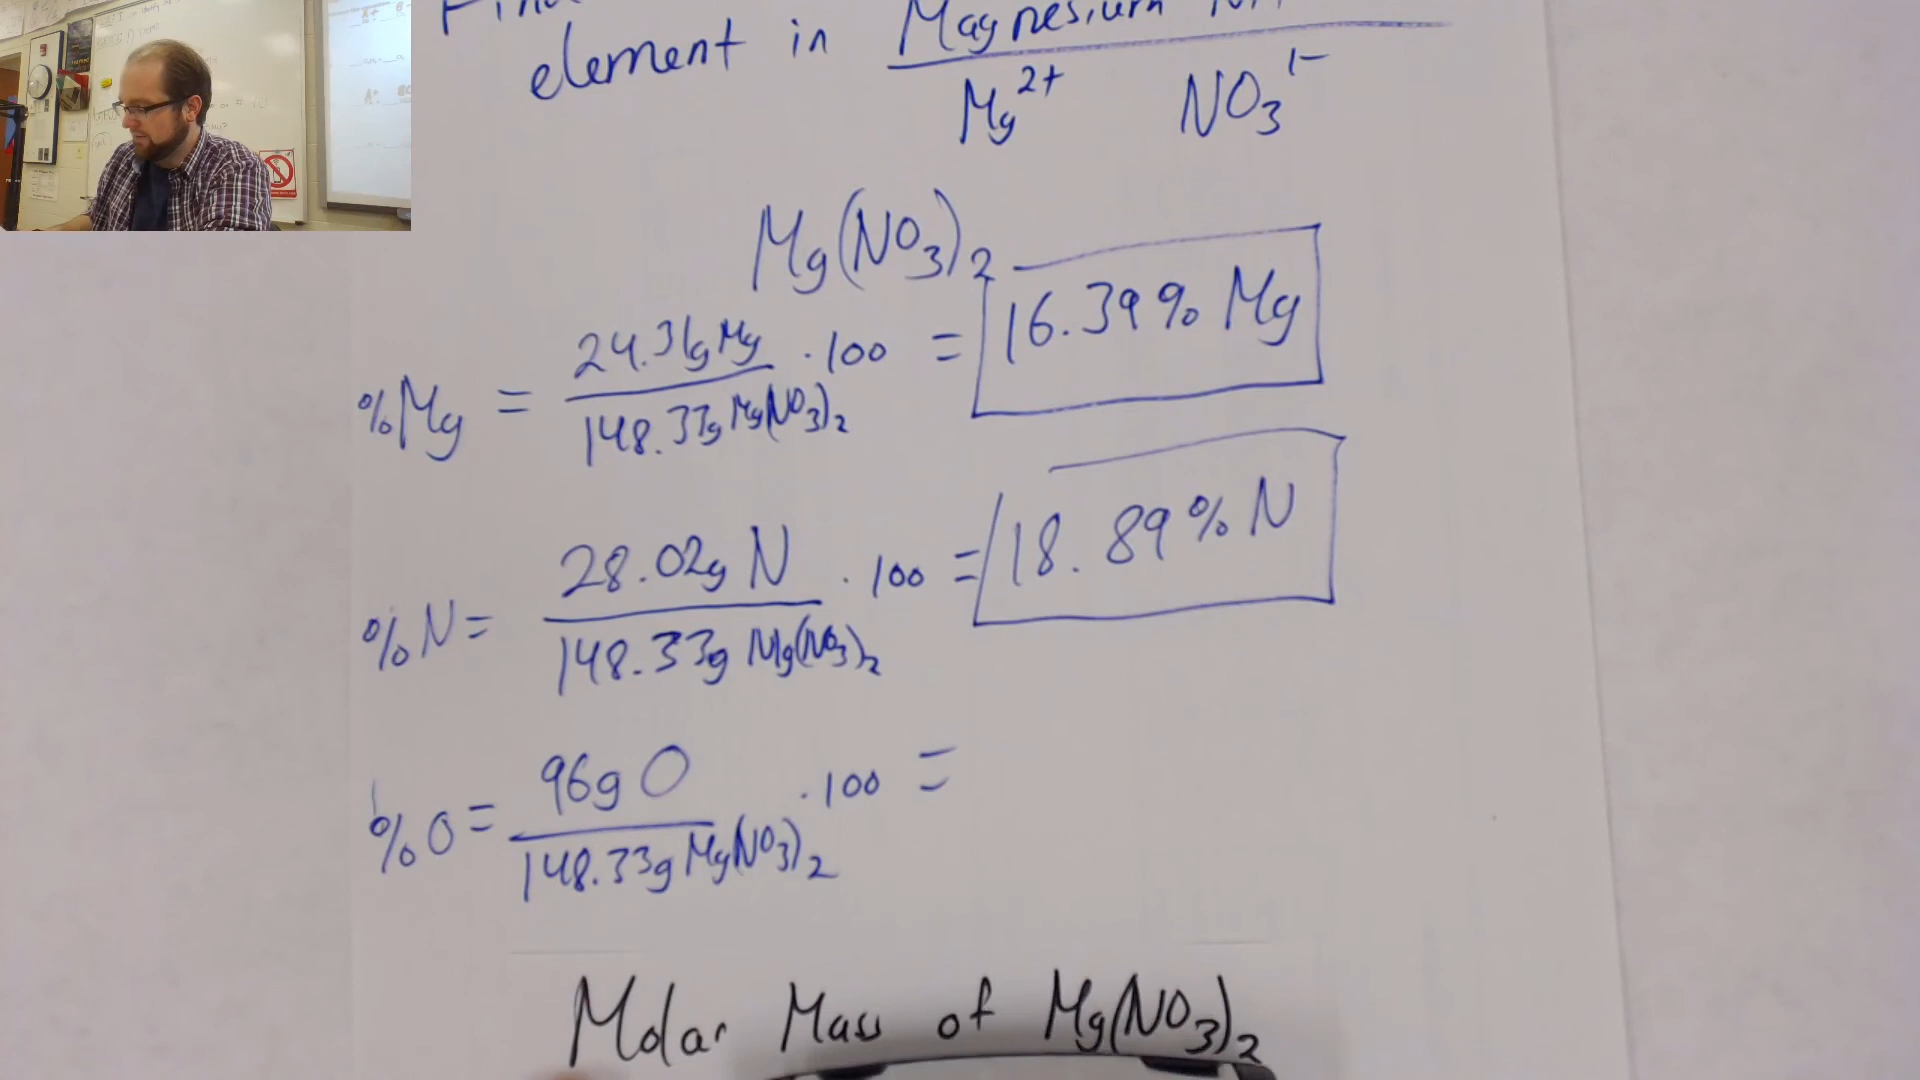 element in Magnesium
Mg²⁺ NO₃¹⁻
Mg(NO₃)₂
%Mg = 24.31g Mg / 148.33g Mg(NO₃)₂ · 100 = 16.39% Mg
%N = 28.02g N / 148.33g Mg(NO₃)₂ · 100 = 18.89% N
%O = 96g O / 148.33g Mg(NO₃)₂ · 100 =
Molar Mass of Mg(NO₃)₂